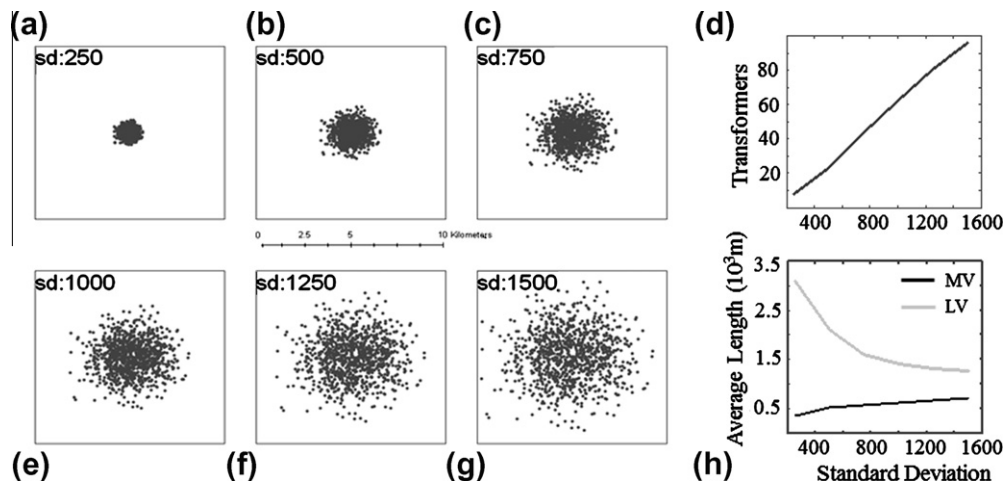 (a)
(b)
(c)
(d)
sd:250
sd:500
sd:750
Transformers
80
60
40
20
400
800
1200
1600
0
2.5
5
10 Kilometers
sd:1000
sd:1250
sd:1500
Average Length (10³m)
3.5
2.5
1.5
0.5
MV
LV
400
800
1200
1600
Standard Deviation
(e)
(f)
(g)
(h)